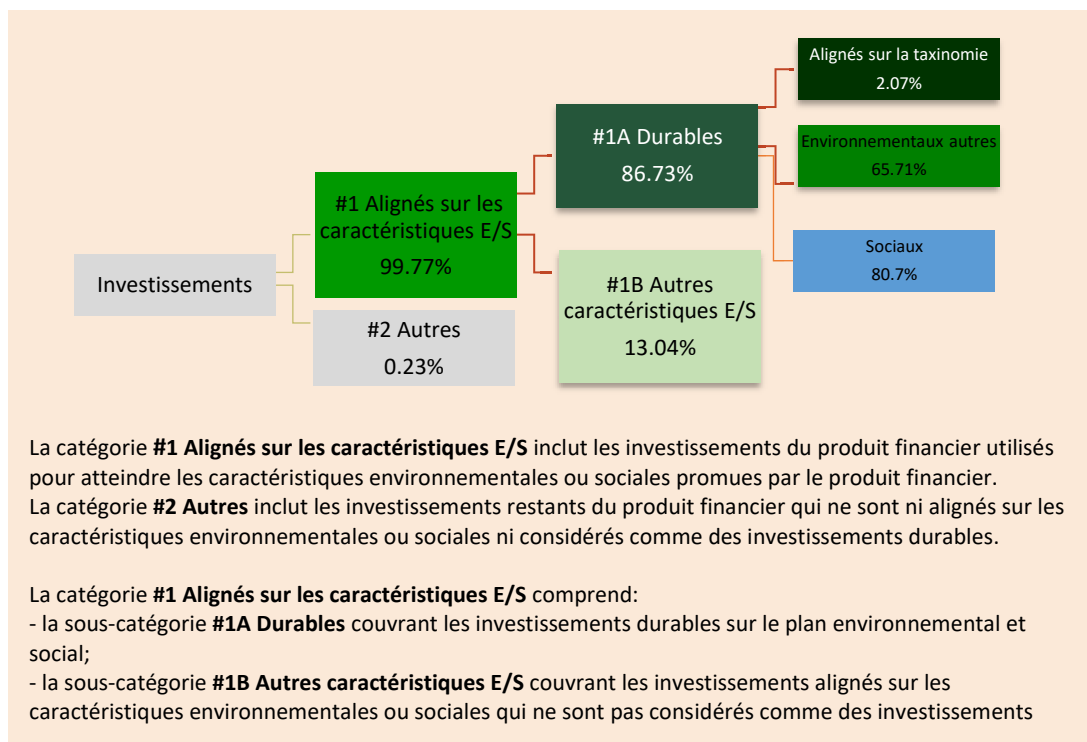 Alignés sur la taxinomie
2.07%
#1A Durables
86.73%
Environnementaux autres
65.71%
#1 Alignés sur les
caractéristiques E/S
99.77%
Sociaux
80.7%
Investissements
#1B Autres
caractéristiques E/S
13.04%
#2 Autres
0.23%
La catégorie #1 Alignés sur les caractéristiques E/S inclut les investissements du produit financier utilisés
pour atteindre les caractéristiques environnementales ou sociales promues par le produit financier.
La catégorie #2 Autres inclut les investissements restants du produit financier qui ne sont ni alignés sur les
caractéristiques environnementales ou sociales ni considérés comme des investissements durables.
La catégorie #1 Alignés sur les caractéristiques E/S comprend:
- la sous-catégorie #1A Durables couvrant les investissements durables sur le plan environnemental et
social;
- la sous-catégorie #1B Autres caractéristiques E/S couvrant les investissements alignés sur les
caractéristiques environnementales ou sociales qui ne sont pas considérés comme des investissements